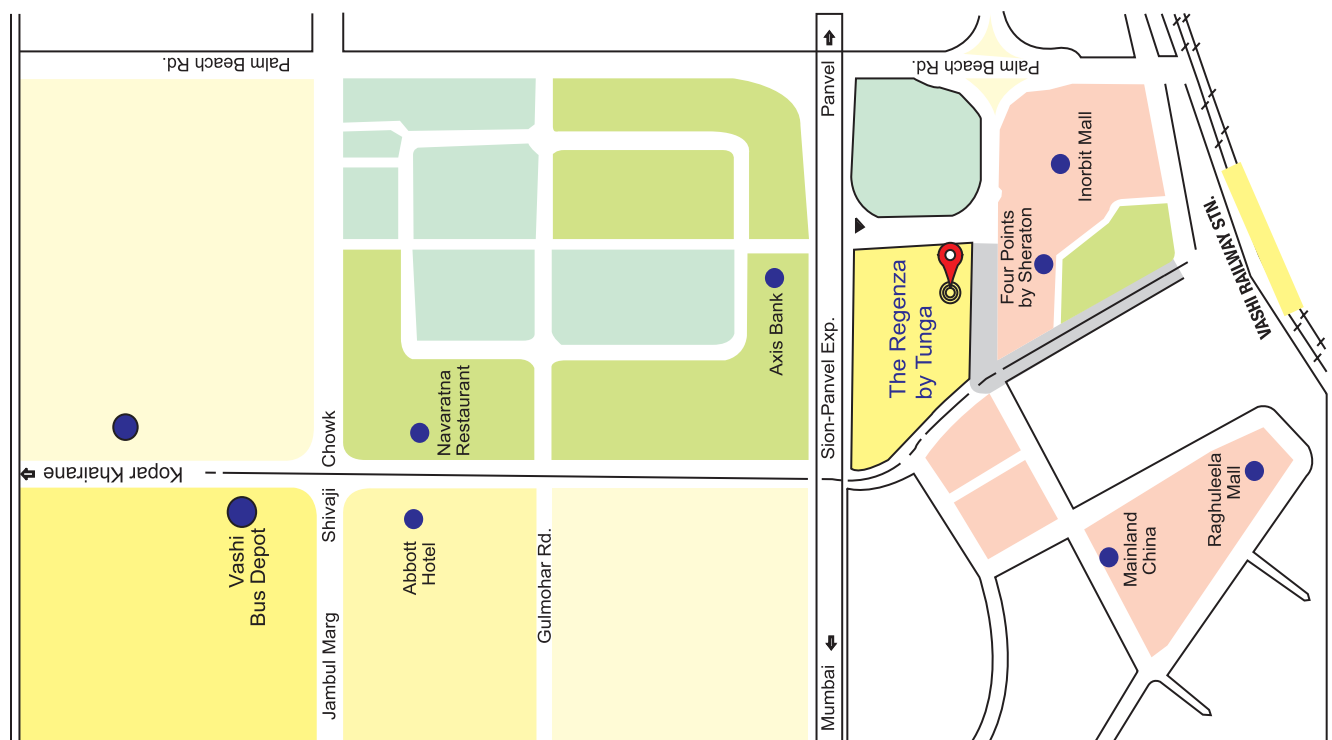 Palm Beach Rd.
Palm Beach Rd.
Panvel
Inorbit Mall
Four Points
by Sheraton
VASHI RAILWAY STN.
The Regenza
by Tunga
Sion-Panvel Exp.
Axis Bank
Navaratna
Restaurant
Chowk
Kopar Khairane
Shivaji
Vashi
Bus Depot
Abbott
Hotel
Gulmohar Rd.
Jambul Marg
Mumbai
Mainland
China
Raghuleela
Mall